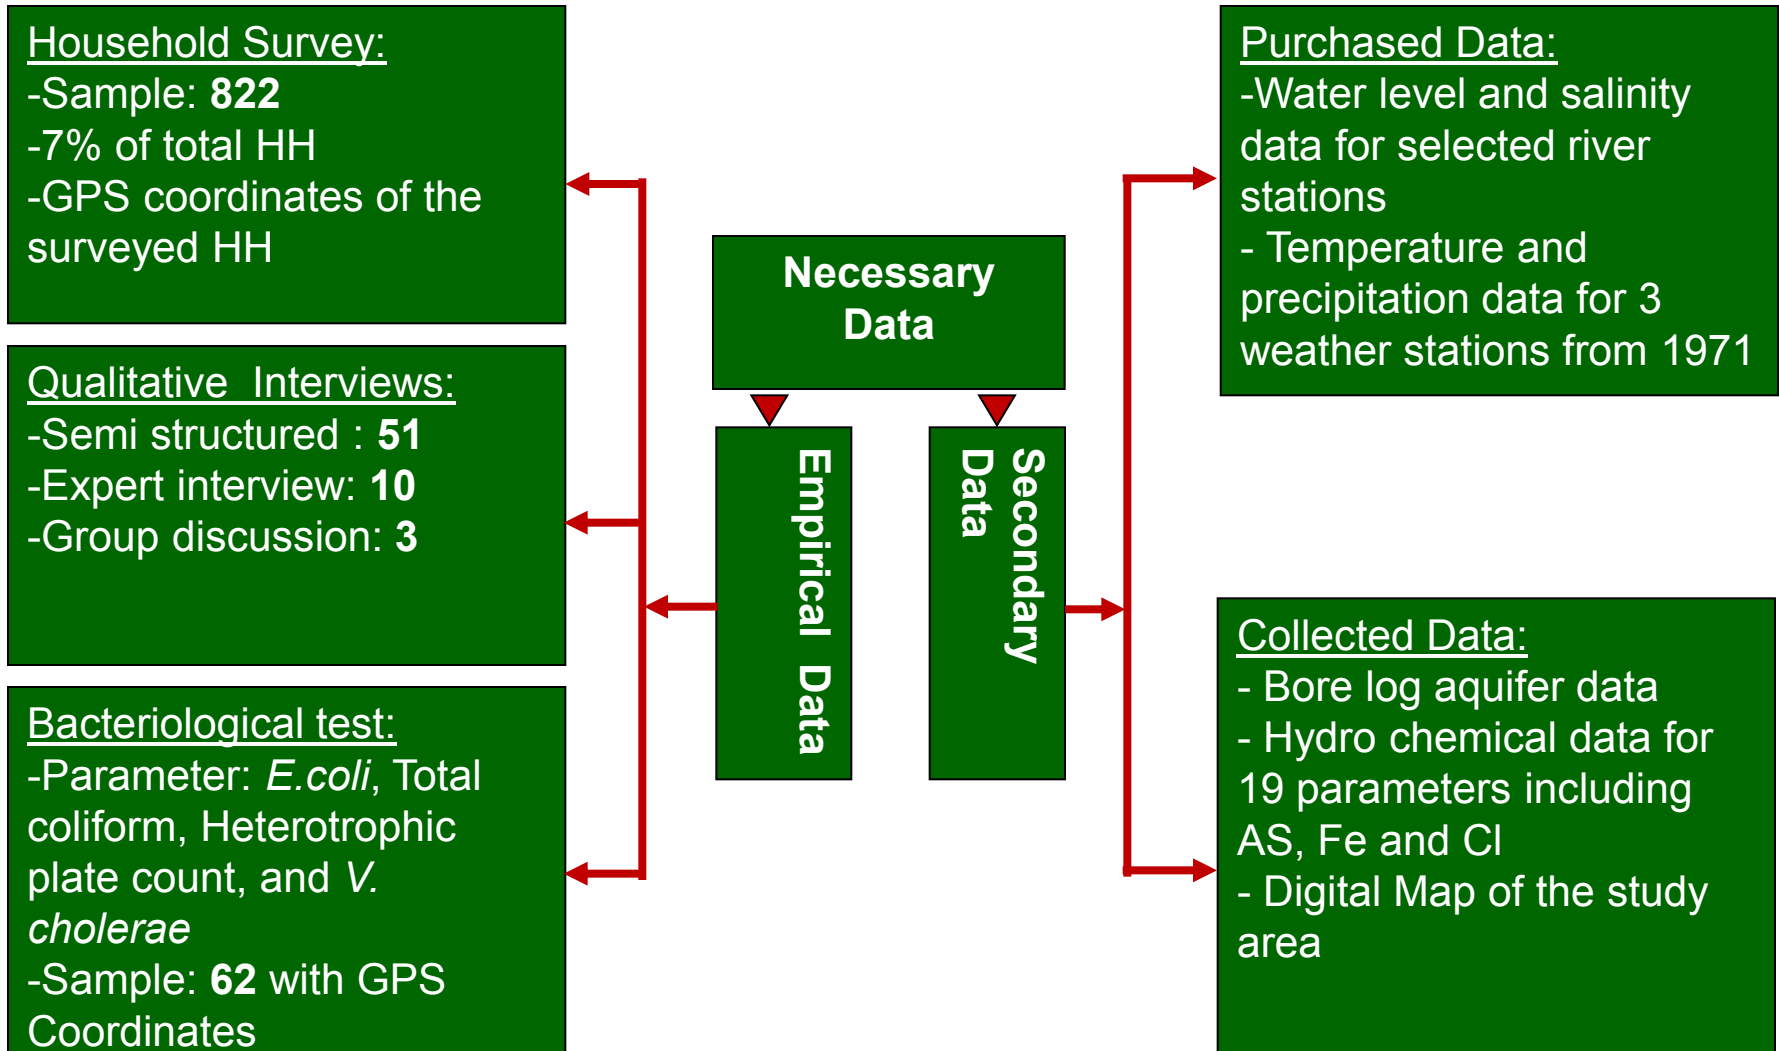 Household Survey:
-Sample: 822
-7% of total HH
-GPS coordinates of the
surveyed HH
Qualitative  Interviews:
-Semi structured : 51
-Expert interview: 10
-Group discussion: 3
Bacteriological test:
-Parameter: E.coli, Total
coliform, Heterotrophic
plate count, and V.
cholerae
-Sample: 62 with GPS
Coordinates
Necessary
Data
Empirical  Data
Secondary
Data
Purchased Data:
-Water level and salinity
data for selected river
stations
- Temperature and
precipitation data for 3
weather stations from 1971
Collected Data:
- Bore log aquifer data
- Hydro chemical data for
19 parameters including
AS, Fe and Cl
- Digital Map of the study
area